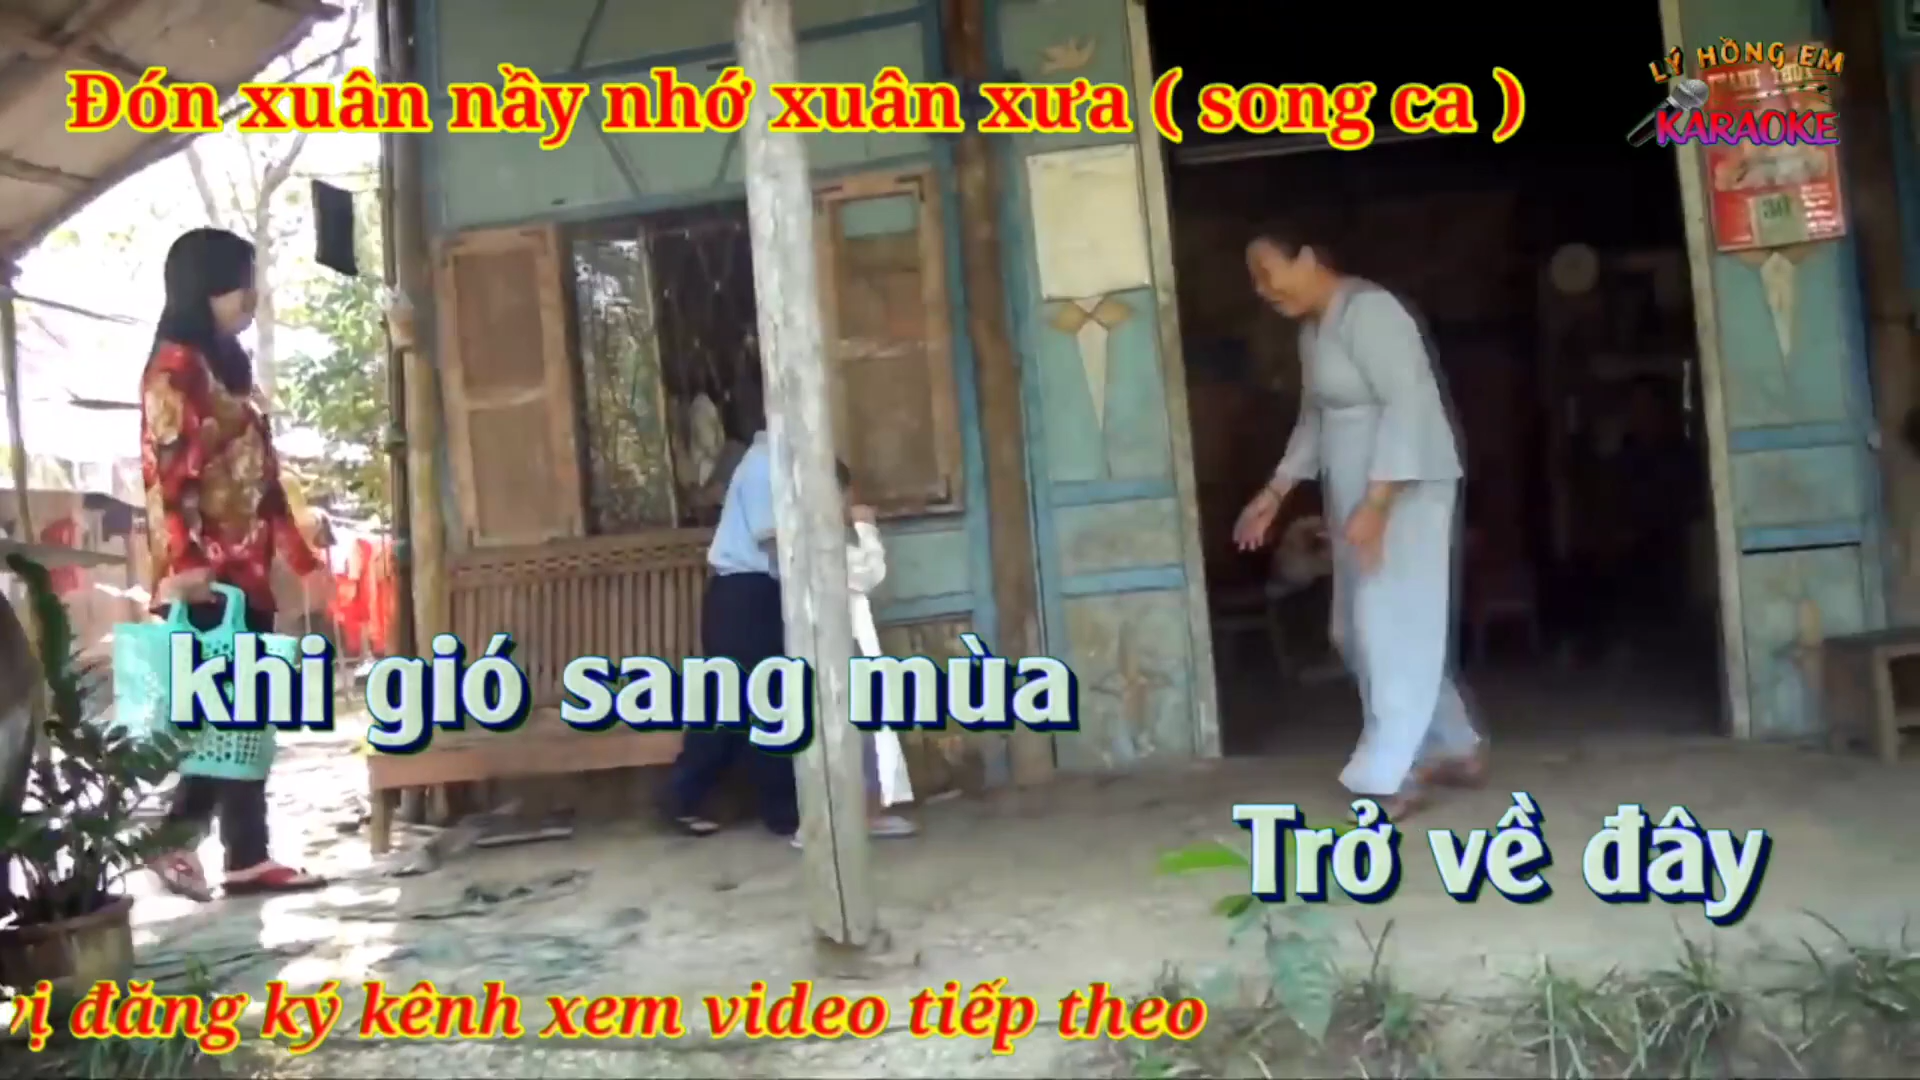 Đón xuân nầy nhớ xuân xưa ( song ca )
LÝ HỒNG EM
KARAOKE
khi gió sang mùa
Trở về đây
vị đăng ký kênh xem video tiếp theo